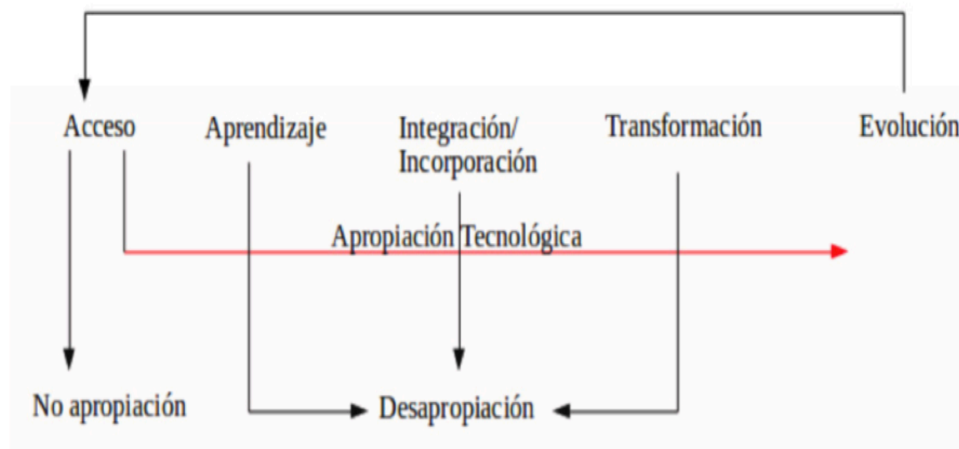 Acceso
Aprendizaje
Integración/
Incorporación
Transformación
Evolución
Apropiación Tecnológica
No apropiación
Desapropiación